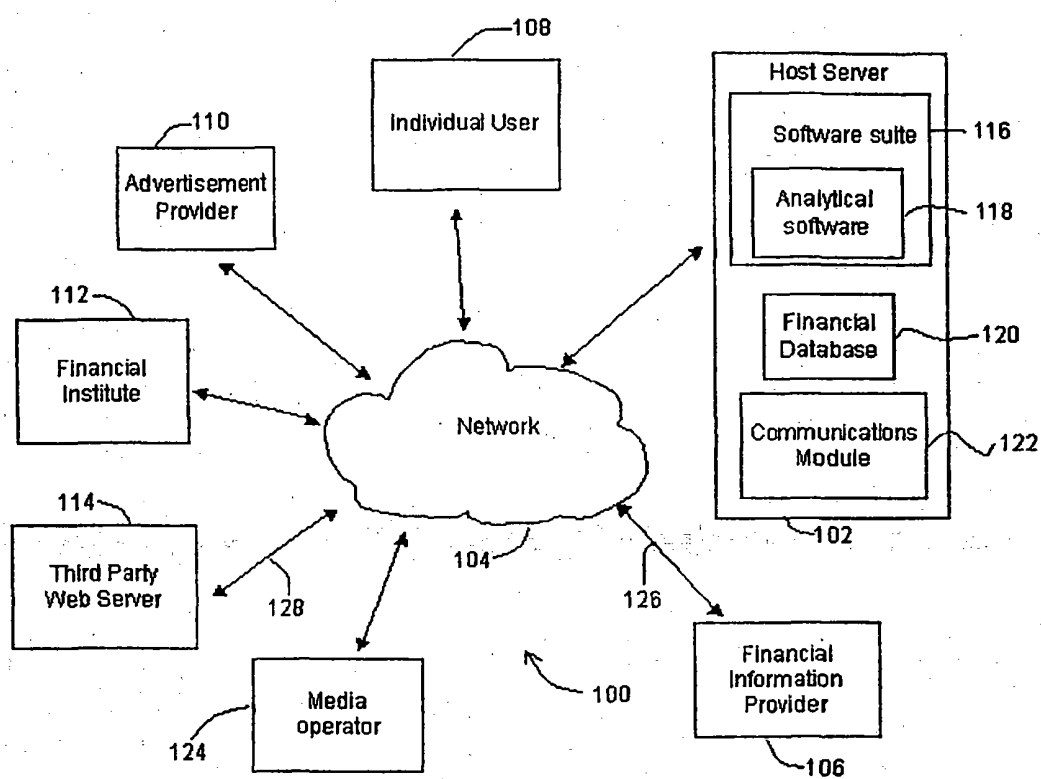 108
Individual User
110
Advertisement
Provider
Host Server
Software suite
116
Analytical
software
118
112
Financial
Institute
Financial
Database
120
Network
Communications
Module
122
114
Third Party
Web Server
128
104
126
102
Media
operator
124
100
Financial
Information
Provider
106